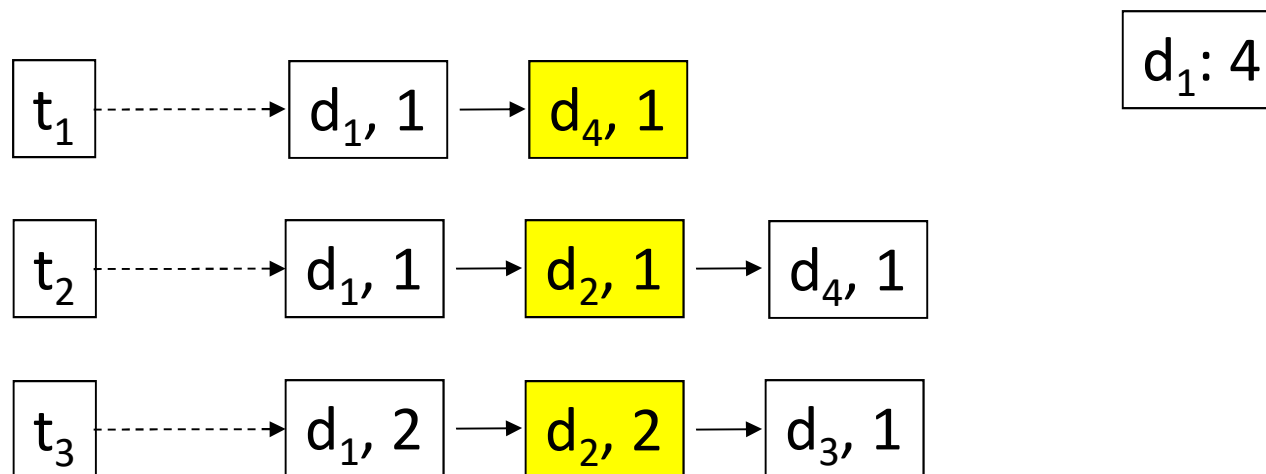 d₁: 4
t₁ d₁, 1 d₄, 1
t₂ d₁, 1 d₂, 1 d₄, 1
t₃ d₁, 2 d₂, 2 d₃, 1